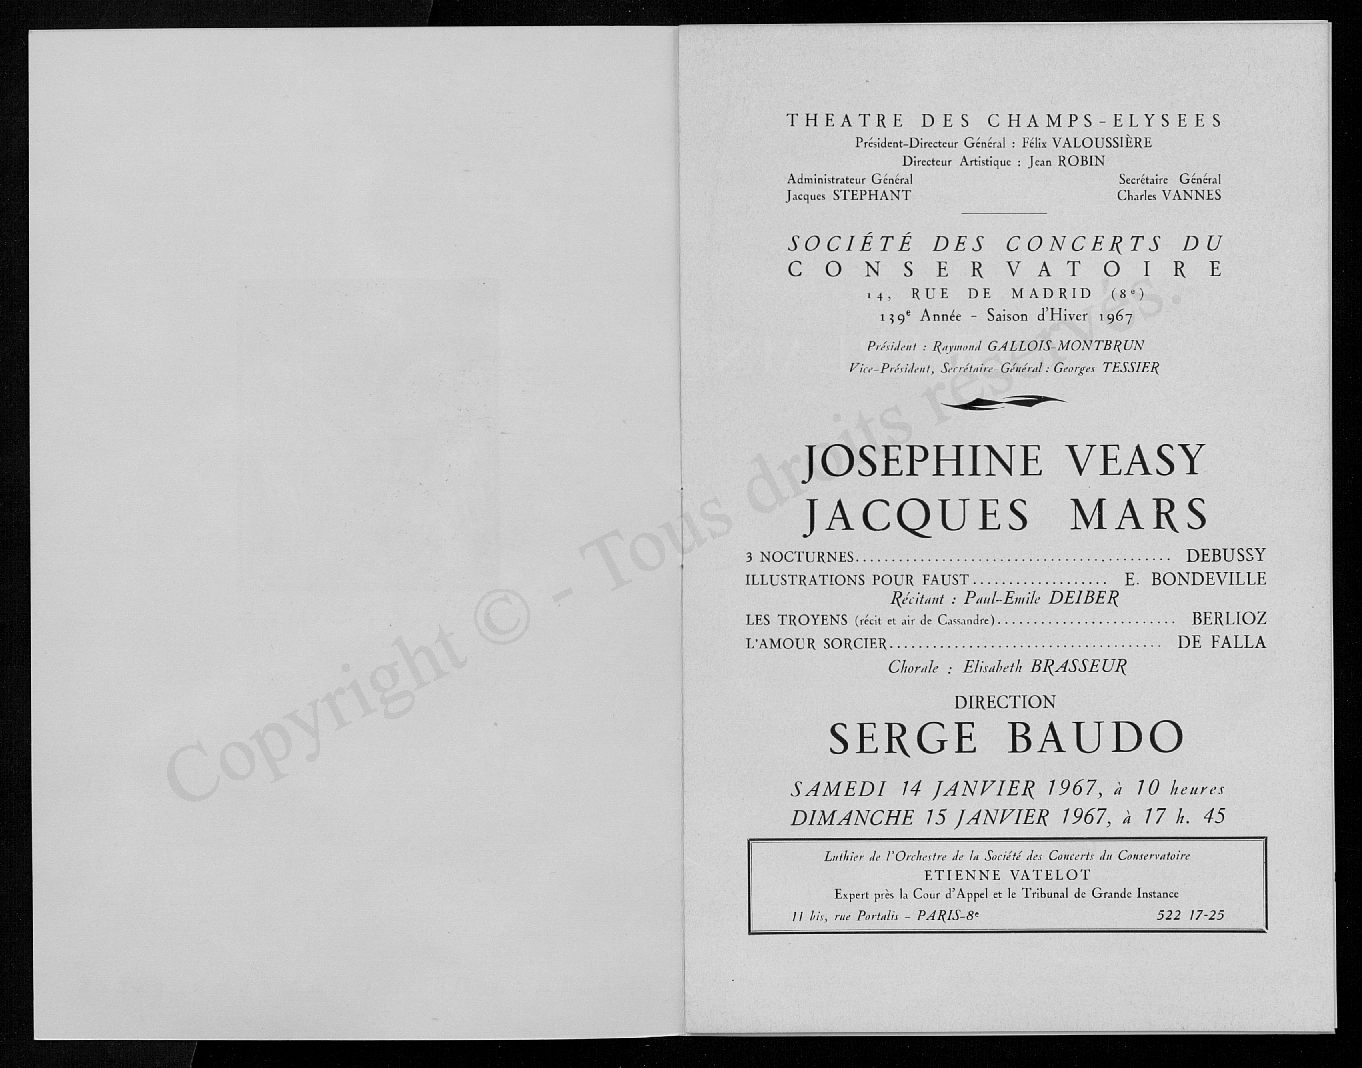 THEATRE DES CHAMPS-ELYSEES
Président-Directeur Général : Félix VALOUSSIÈRE
Directeur Artistique : Jean ROBIN
Administrateur Général Secrétaire Général
Jacques STEPHANT Charles VANNES
SOCIÉTÉ DES CONCERTS DU
CONSERVATOIRE
14, RUE DE MADRID (8e)
139e Année - Saison d'Hiver 1967
Président : Raymond GALLOIS-MONTBRUN
Vice-Président, Secrétaire Général : Georges TESSIER
JOSEPHINE VEASY
JACQUES MARS
3 NOCTURNES............................................ DEBUSSY
ILLUSTRATIONS POUR FAUST................... E. BONDEVILLE
Récitant : Paul-Emile DEIBER
LES TROYENS (récit et air de Cassandre)......................... BERLIOZ
L'AMOUR SORCIER...................................... DE FALLA
Chorale : Elisabeth BRASSEUR
DIRECTION
SERGE BAUDO
SAMEDI 14 JANVIER 1967, à 10 heures
DIMANCHE 15 JANVIER 1967, à 17 h. 45
Luthier de l'Orchestre de la Société des Concerts du Conservatoire
ETIENNE VATELOT
Expert près la Cour d'Appel et le Tribunal de Grande Instance
11 bis, rue Portalis - PARIS-8e 522 17-25
Copyright © - Tous droits réservés.